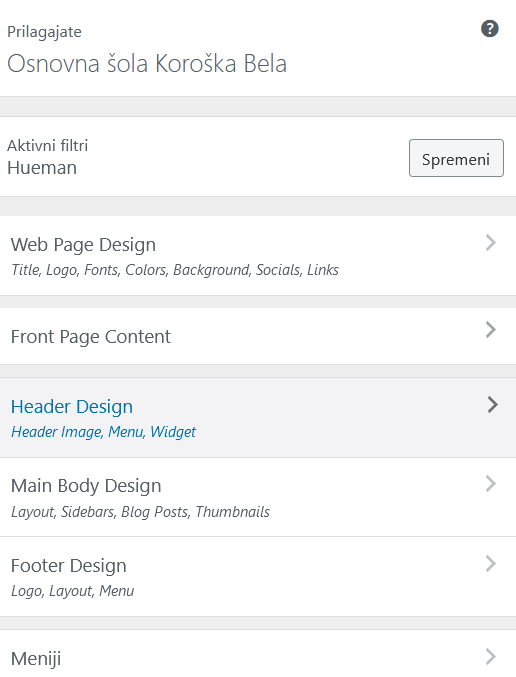 Prilagajate
Osnovna šola Koroška Bela
Aktivni filtri
Hueman
Spremeni
Web Page Design
Title, Logo, Fonts, Colors, Background, Socials, Links
Front Page Content
Header Design
Header Image, Menu, Widget
Main Body Design
Layout, Sidebars, Blog Posts, Thumbnails
Footer Design
Logo, Layout, Menu
Meniji